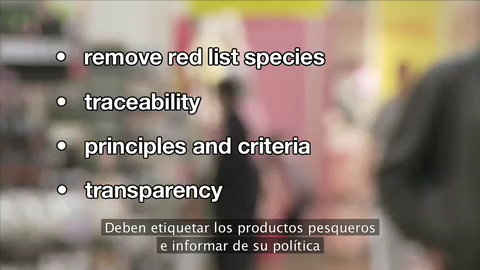 • remove red list species
• traceability
• principles and criteria
• transparency
Deben etiquetar los productos pesqueros
e informar de su política